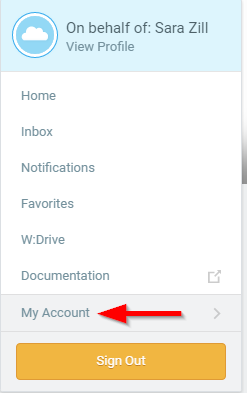 On behalf of: Sara Zill
View Profile
Home
Inbox
Notifications
Favorites
W:Drive
Documentation
My Account
Sign Out